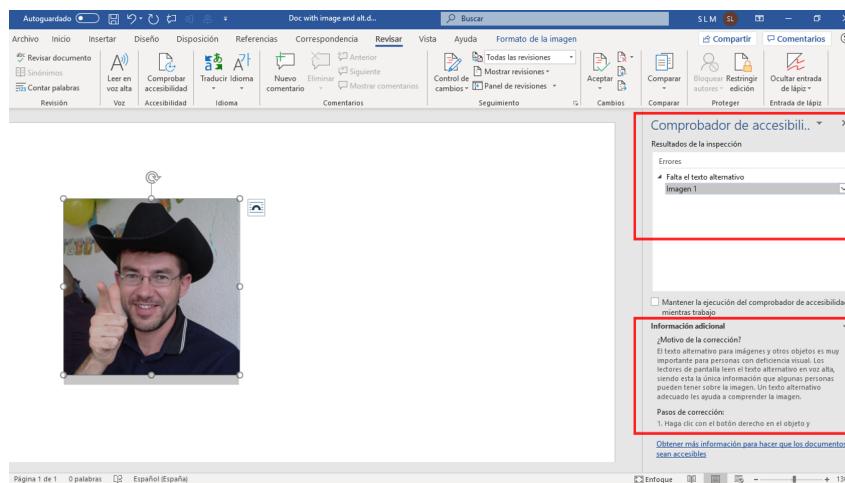 Autoguardado
Doc with image and alt.d...
Buscar
S L M
SL
Archivo Inicio Insertar Diseño Disposición Referencias Correspondencia Revisar Vista Ayuda Formato de la imagen
Compartir
Comentarios
Revisar documento
Sinónimos
Contar palabras
Revisión
Leer en voz alta
Voz
Comprobar accesibilidad
Accesibilidad
Traducir
Idioma
Idioma
Nuevo comentario
Eliminar
Anterior
Siguiente
Mostrar comentarios
Comentarios
Control de cambios
Todas las revisiones
Mostrar revisiones
Panel de revisiones
Seguimiento
Aceptar
Cambios
Comparar
Comparar
Bloquear autores
Restringir edición
Proteger
Ocultar entrada de lápiz
Entrada de lápiz
Comprobador de accesibili..
Resultados de la inspección
Errores
Falta el texto alternativo
Imagen 1
Mantener la ejecución del comprobador de accesibilida
mientras trabajo
Información adicional
¿Motivo de la corrección?
El texto alternativo para imágenes y otros objetos es muy
importante para personas con deficiencia visual. Los
lectores de pantalla leen el texto alternativo en voz alta,
siendo esta la única información que algunas personas
pueden tener sobre la imagen. Un texto alternativo
adecuado les ayuda a comprender la imagen.
Pasos de corrección:
1. Haga clic con el botón derecho en el objeto y
Obtener más información para hacer que los documentos
sean accesibles
Página 1 de 1 0 palabras Español (España)
Enfoque
130